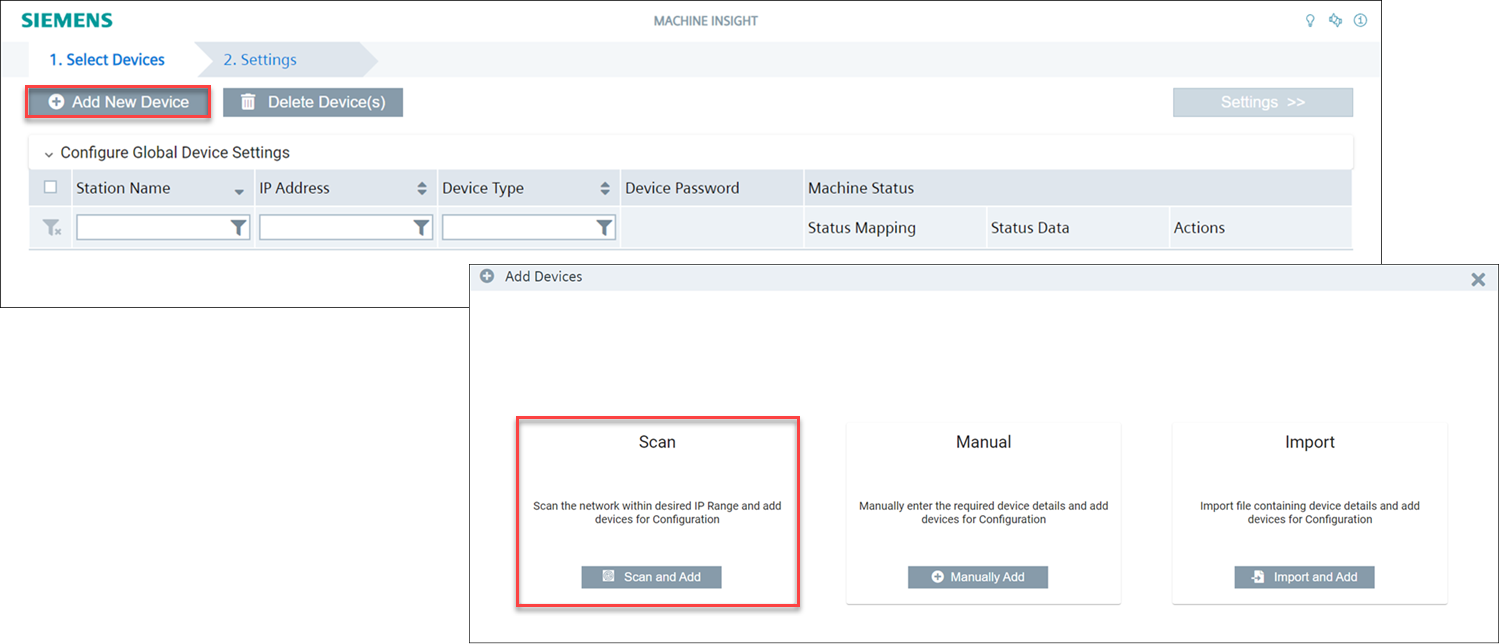 SIEMENS
MACHINE INSIGHT
1. Select Devices
2. Settings
Add New Device
Delete Device(s)
Settings >>
Configure Global Device Settings
Station Name
IP Address
Device Type
Device Password
Machine Status
Status Mapping
Status Data
Actions
Add Devices
Scan
Scan the network within desired IP Range and add
devices for Configuration
Scan and Add
Manual
Manually enter the required device details and add
devices for Configuration
Manually Add
Import
Import file containing device details and add
devices for Configuration
Import and Add